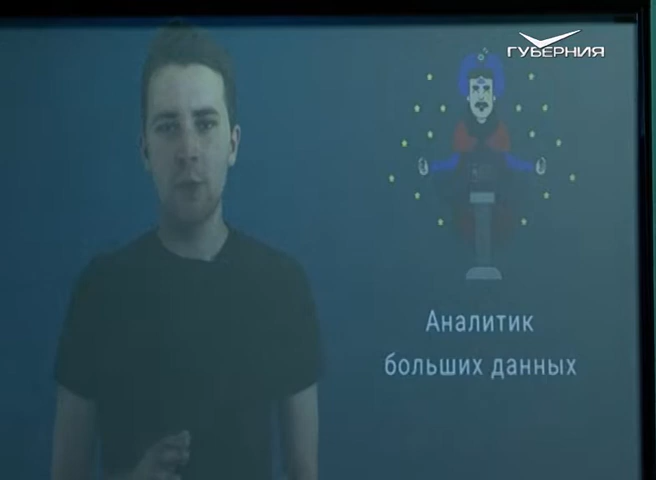 ГУБЕРНИЯ
Аналитик
больших данных